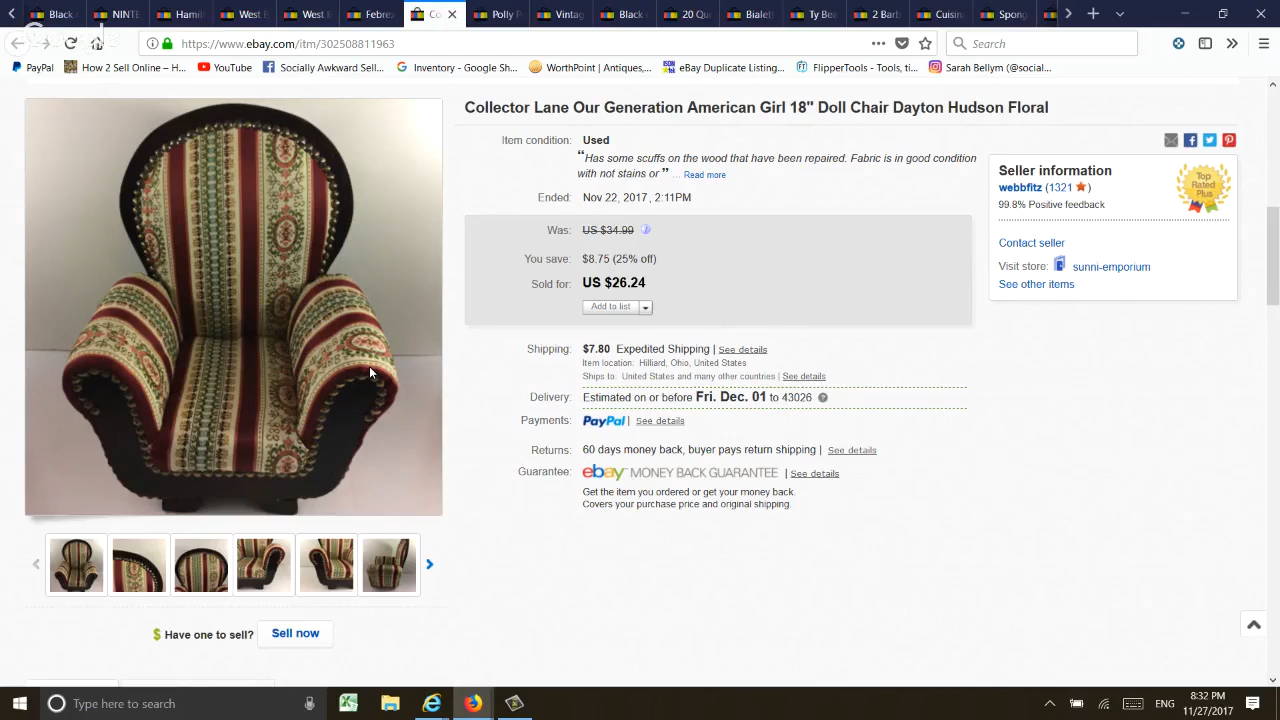 Black
NINTE
Hamil
West E
West E
Febrez
Co
Polly P
Vintag
Black
20 Qu
Bialett
Ty Bea
2 Barb
Cuisin
Spong
https://www.ebay.com/itm/302508811963
Search
PayPal
How 2 Sell Online – H...
YouTube
Socially Awkward Sell...
Inventory - Google Sh...
WorthPoint | Antiques,...
eBay Duplicate Listing...
FlipperTools - Tools, ti...
Sarah Bellym (@social...
Collector Lane Our Generation American Girl 18" Doll Chair Dayton Hudson Floral
Item condition: Used
“Has some scuffs on the wood that have been repaired. Fabric is in good condition
with not stains or ” ... Read more
Ended: Nov 22, 2017 , 2:11PM
Was: US $34.99
You save: $8.75 (25% off)
Sold for: US $26.24
Add to list
Shipping: $7.80 Expedited Shipping | See details
Item location: Hilliard, Ohio, United States
Ships to: United States and many other countries | See details
Delivery: Estimated on or before Fri. Dec. 01 to 43026
Payments: PayPal | See details
Returns: 60 days money back, buyer pays return shipping | See details
Guarantee: ebay MONEY BACK GUARANTEE | See details
Get the item you ordered or get your money back.
Covers your purchase price and original shipping.
Seller information
webbfitz (1321 )
99.8% Positive feedback
Top
Rated
Plus
Contact seller
Visit store: sunni-emporium
See other items
$ Have one to sell? Sell now
Type here to search
ENG
8:32 PM
11/27/2017